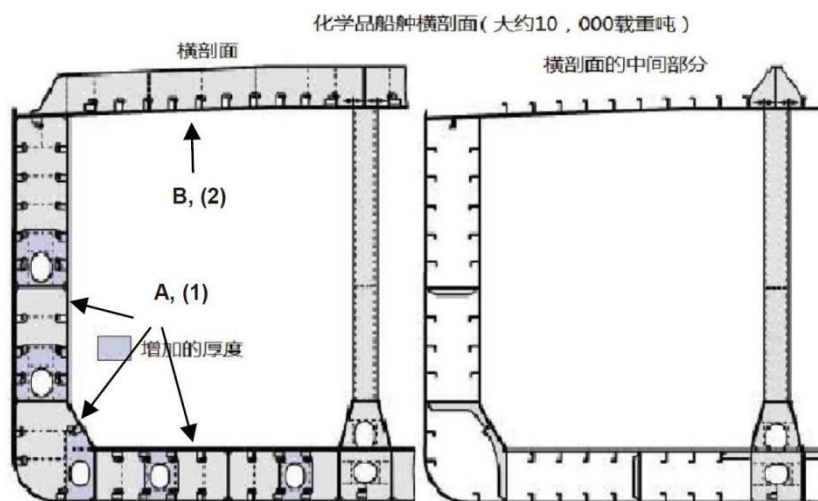 化学品船舯横剖面(大约10，000载重吨)
横剖面
横剖面的中间部分
B, (2)
A, (1)
增加的厚度